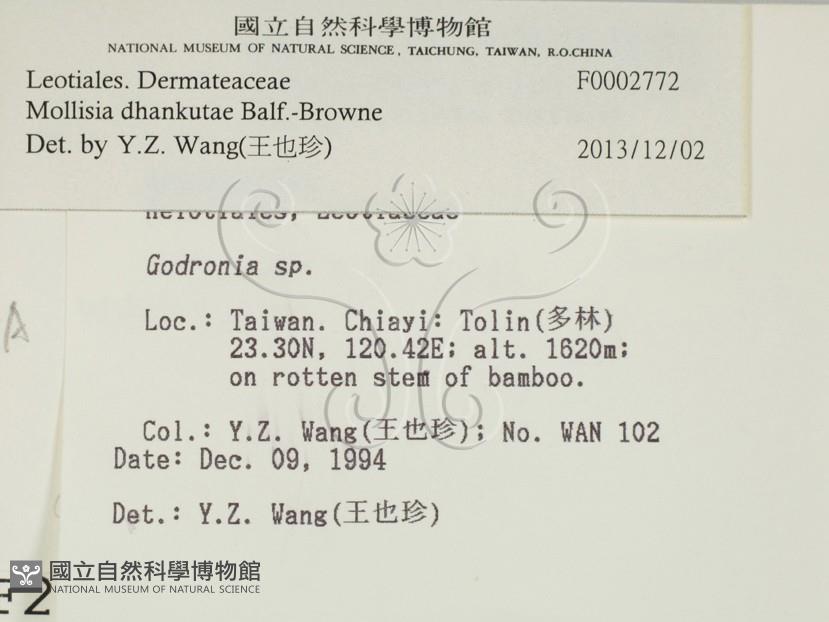 國立自然科學博物館
NATIONAL MUSEUM OF NATURAL SCIENCE, TAICHUNG, TAIWAN, R.O.CHINA
Leotiales. Dermateaceae F0002772
Mollisia dhankutae Balf.-Browne
Det. by Y.Z. Wang(王也珍) 2013/12/02
Helotiales, Leotiaceae
Godronia sp.
A
Loc.: Taiwan. Chiayi: Tolin(多林)
23.30N, 120.42E; alt. 1620m;
on rotten stem of bamboo.
Col.: Y.Z. Wang(王也珍); No. WAN 102
Date: Dec. 09, 1994
Det.: Y.Z. Wang(王也珍)
國立自然科學博物館
NATIONAL MUSEUM OF NATURAL SCIENCE
2